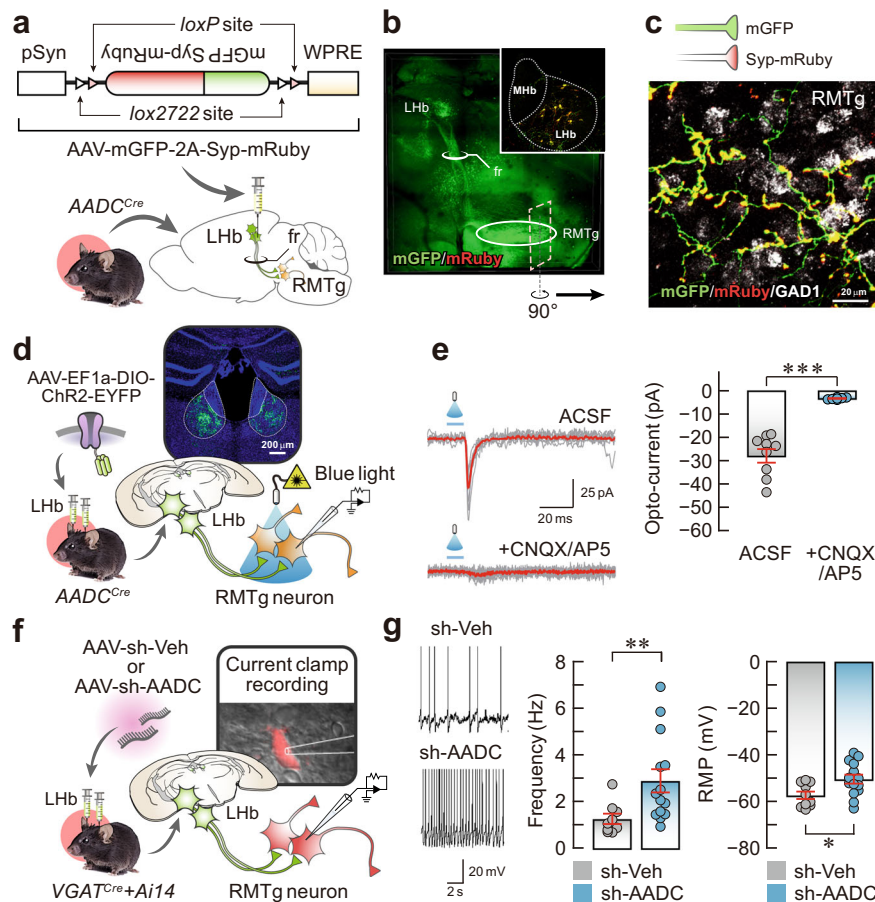 a
loxP site
pSyn
mGFP Syp-mRuby
WPRE
lox2722 site
AAV-mGFP-2A-Syp-mRuby
AADCCre
LHb
fr
RMTg
b
LHb
MHb
LHb
fr
RMTg
mGFP/mRuby
90°
c
mGFP
Syp-mRuby
RMTg
mGFP/mRuby/GAD1
20 μm
d
AAV-EF1a-DIO-
ChR2-EYFP
200 μm
LHb
Blue light
LHb
AADCCre
RMTg neuron
e
ACSF
25 pA
20 ms
+CNQX/AP5
***
Opto-current (pA)
0
−10
−20
−30
−40
−50
−60
ACSF
+CNQX
/AP5
f
AAV-sh-Veh
or
AAV-sh-AADC
Current clamp
recording
LHb
LHb
VGATCre+Ai14
RMTg neuron
g
sh-Veh
sh-AADC
20 mV
2 s
**
Frequency (Hz)
8
6
4
2
0
sh-Veh
sh-AADC
RMP (mV)
0
−20
−40
−60
−80
*
sh-Veh
sh-AADC